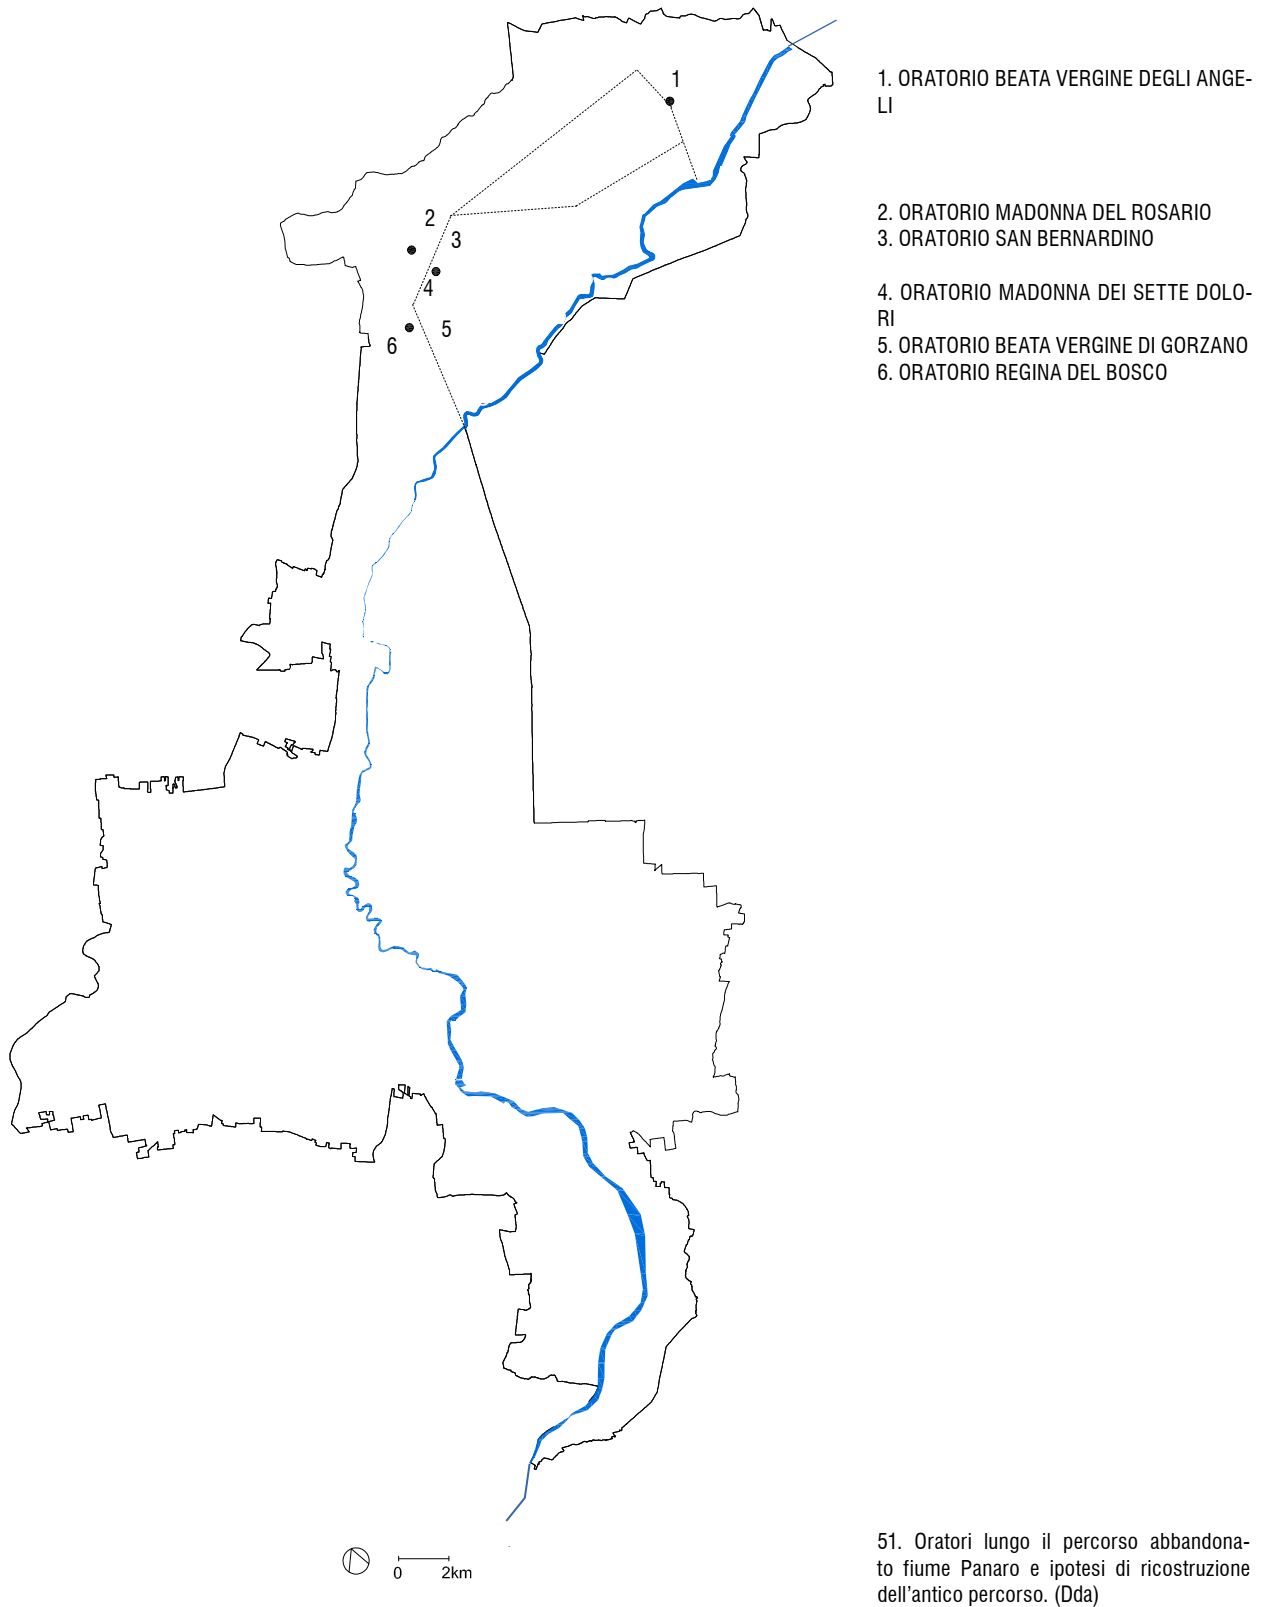 1
2
3
4
5
6
1. ORATORIO BEATA VERGINE DEGLI ANGE-
LI
2. ORATORIO MADONNA DEL ROSARIO
3. ORATORIO SAN BERNARDINO
4. ORATORIO MADONNA DEI SETTE DOLO-
RI
5. ORATORIO BEATA VERGINE DI GORZANO
6. ORATORIO REGINA DEL BOSCO
0 2km
51. Oratori lungo il percorso abbandona-
to fiume Panaro e ipotesi di ricostruzione
dell'antico percorso. (Dda)